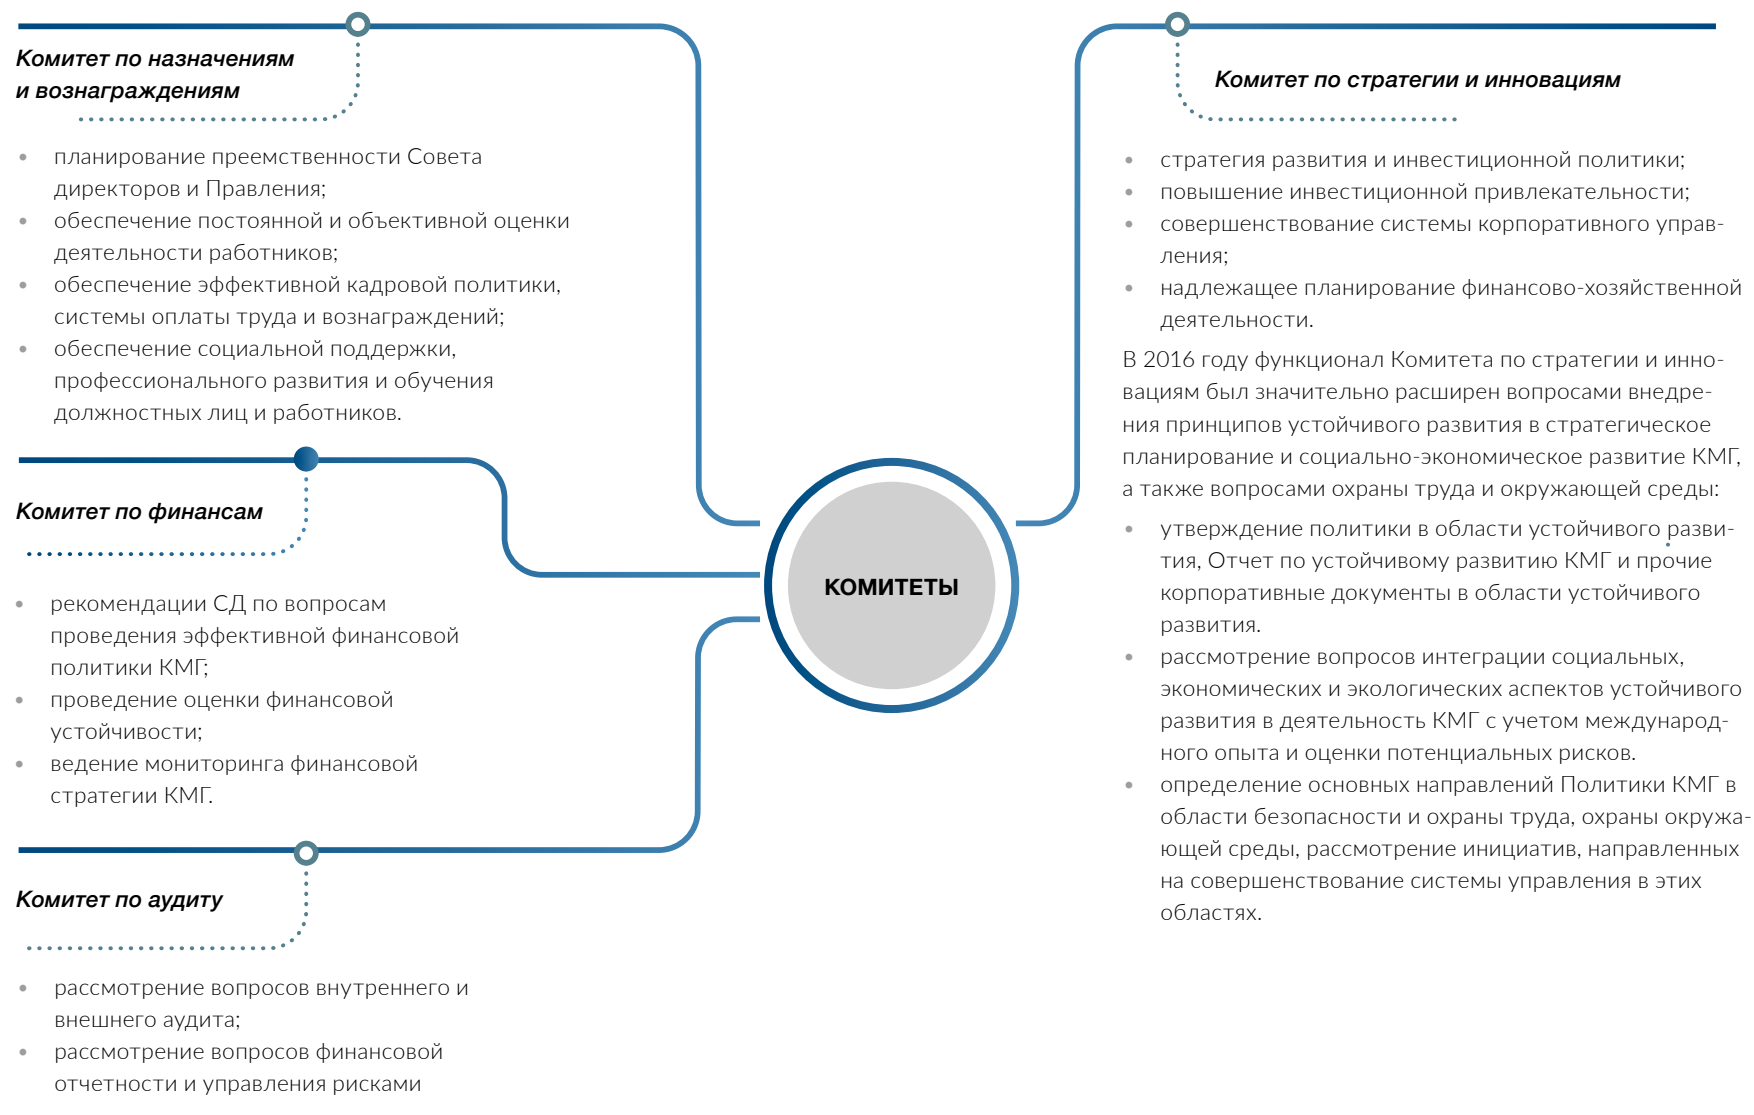 Комитет по назначениям
и вознаграждениям
планирование преемственности Совета
директоров и Правления;
обеспечение постоянной и объективной оценки
деятельности работников;
обеспечение эффективной кадровой политики,
системы оплаты труда и вознаграждений;
обеспечение социальной поддержки,
профессионального развития и обучения
должностных лиц и работников.
Комитет по финансам
рекомендации СД по вопросам
проведения эффективной финансовой
политики КМГ;
проведение оценки финансовой
устойчивости;
ведение мониторинга финансовой
стратегии КМГ.
Комитет по аудиту
рассмотрение вопросов внутреннего и
внешнего аудита;
рассмотрение вопросов финансовой
отчетности и управления рисками
КОМИТЕТЫ
Комитет по стратегии и инновациям
стратегия развития и инвестиционной политики;
повышение инвестиционной привлекательности;
совершенствование системы корпоративного управ-
ления;
надлежащее планирование финансово-хозяйственной
деятельности.
В 2016 году функционал Комитета по стратегии и инно-
вациям был значительно расширен вопросами внедре-
ния принципов устойчивого развития в стратегическое
планирование и социально-экономическое развитие КМГ,
а также вопросами охраны труда и окружающей среды:
утверждение политики в области устойчивого разви-
тия, Отчет по устойчивому развитию КМГ и прочие
корпоративные документы в области устойчивого
развития.
рассмотрение вопросов интеграции социальных,
экономических и экологических аспектов устойчивого
развития в деятельность КМГ с учетом международ-
ного опыта и оценки потенциальных рисков.
определение основных направлений Политики КМГ в
области безопасности и охраны труда, охраны окружа-
ющей среды, рассмотрение инициатив, направленных
на совершенствование системы управления в этих
областях.